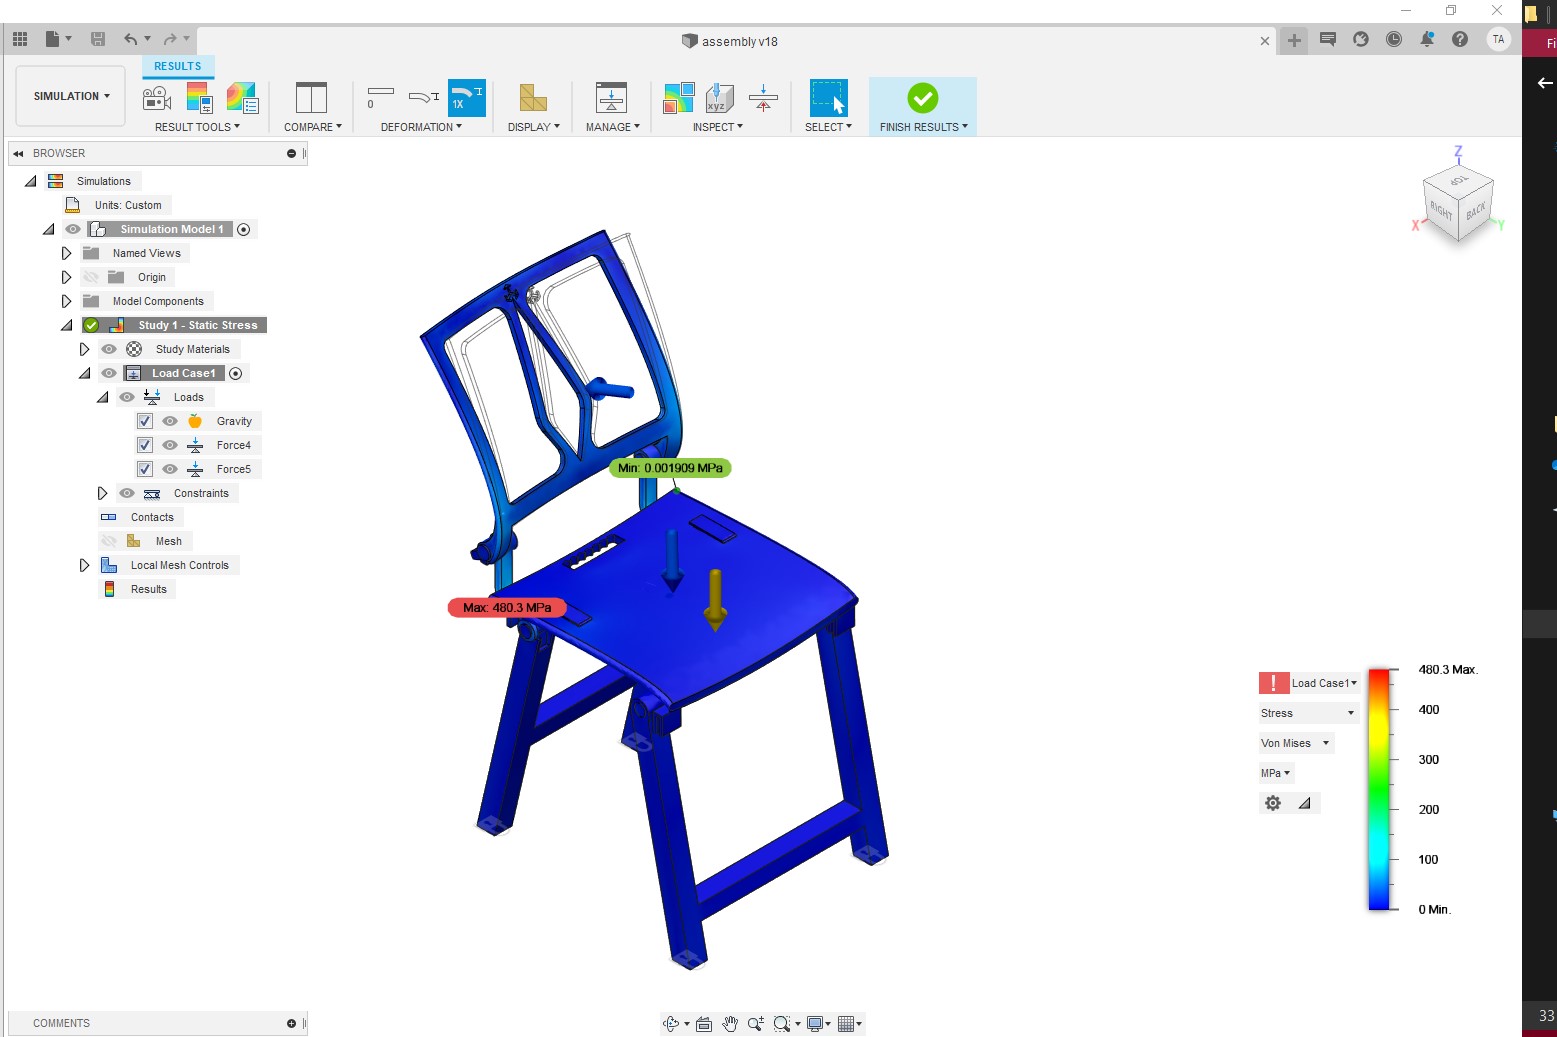 assembly v18
TA
Fi
RESULTS
SIMULATION
0
1X
xyz
RESULT TOOLS
COMPARE
DEFORMATION
DISPLAY
MANAGE
INSPECT
SELECT
FINISH RESULTS
BROWSER
Simulations
Units: Custom
Simulation Model 1
Named Views
Origin
Model Components
Study 1 - Static Stress
Study Materials
Load Case1
Loads
Gravity
Force4
Force5
Constraints
Contacts
Mesh
Local Mesh Controls
Results
Z
TOP
RIGHT
BACK
X
Y
Min: 0.001909 MPa
Max: 480.3 MPa
! Load Case1
Stress
Von Mises
MPa
480.3 Max.
400
300
200
100
0 Min.
COMMENTS
33